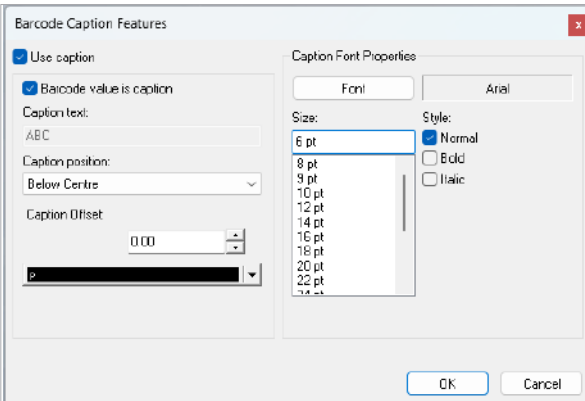 Barcode Caption Features
x
Use caption
Barcode value is caption
Caption text:
ABC
Caption position:
Below Centre
Caption Offset
0.00
Caption Font Properties
Font
Arial
Size:
6 pt
8 pt
9 pt
10 pt
12 pt
14 pt
16 pt
18 pt
20 pt
22 pt
24 pt
Style:
Normal
Bold
Italic
OK
Cancel